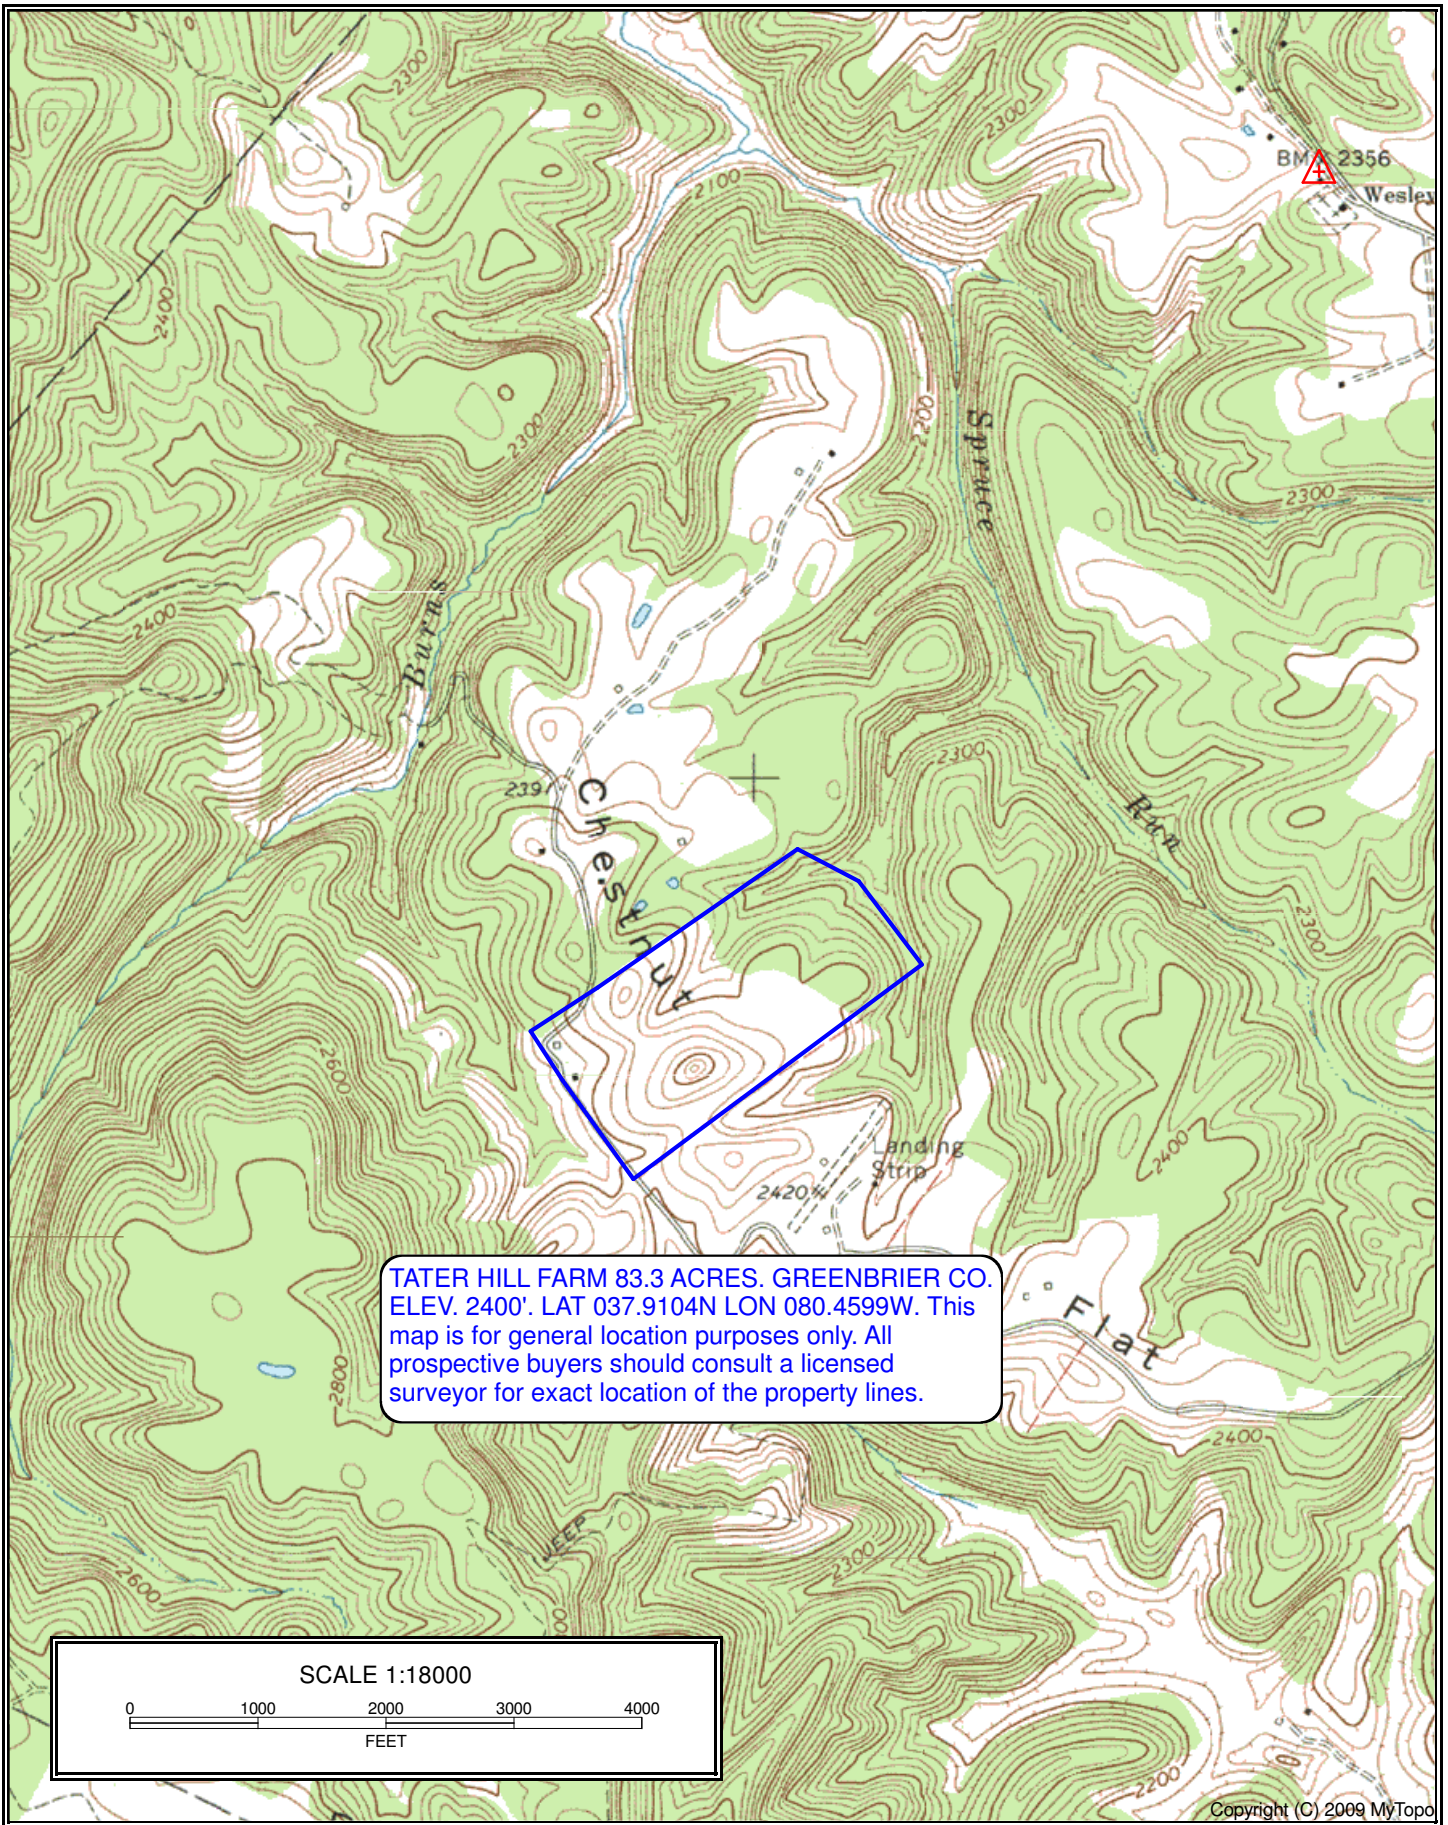 2300
2300
BM 2356
Wesley
2100
2400
2200
2300
Spruce
2300
2400
Burns
2300
239
Chestnut
Run
2300
2600
2400
Landing
Strip
2420
TATER HILL FARM 83.3 ACRES. GREENBRIER CO.
ELEV. 2400'. LAT 037.9104N LON 080.4599W. This
map is for general location purposes only. All
prospective buyers should consult a licensed
surveyor for exact location of the property lines.
Flat
2800
2400
JEEP
2300
2600
SCALE 1:18000
0 1000 2000 3000 4000
FEET
2200
Copyright (C) 2009 MyTopo